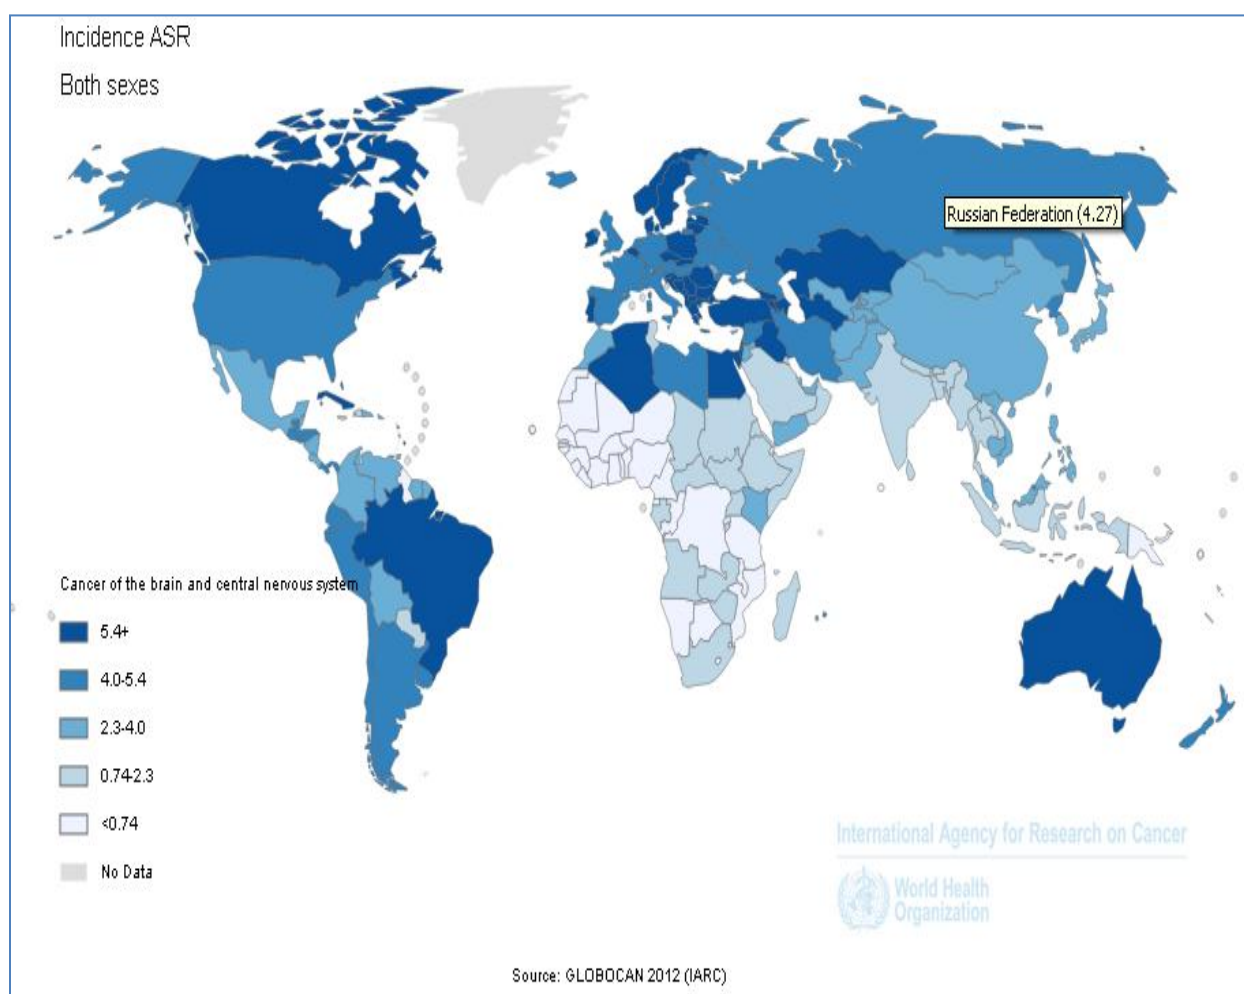 Incidence ASR
Both sexes
Russian Federation (4.27)
Cancer of the brain and central nervous system
5.4+
4.0-5.4
2.3-4.0
0.74-2.3
<0.74
No Data
International Agency for Research on Cancer
World Health
Organization
Source: GLOBOCAN 2012 (IARC)